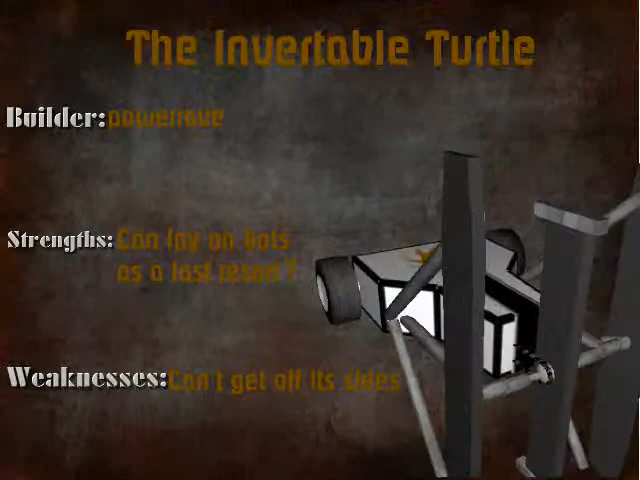 The Invertable Turtle
Builder: powerrave
Strengths: Can lay on bots
as a last resort?
Weaknesses: Can't get off its sides